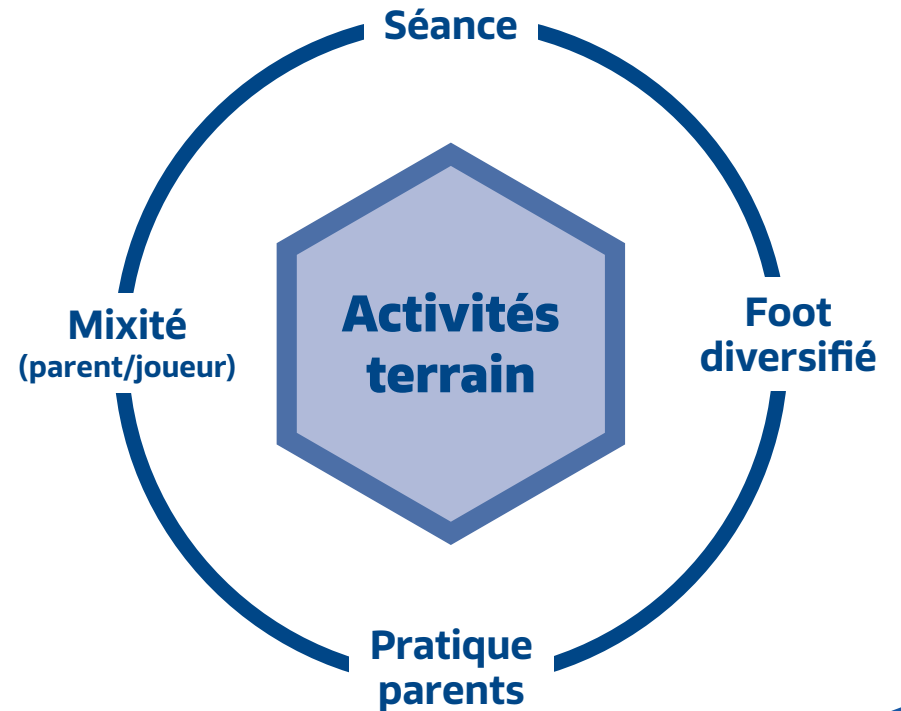 Séance
Mixité
(parent/joueur)
Activités
terrain
Foot
diversifié
Pratique
parents